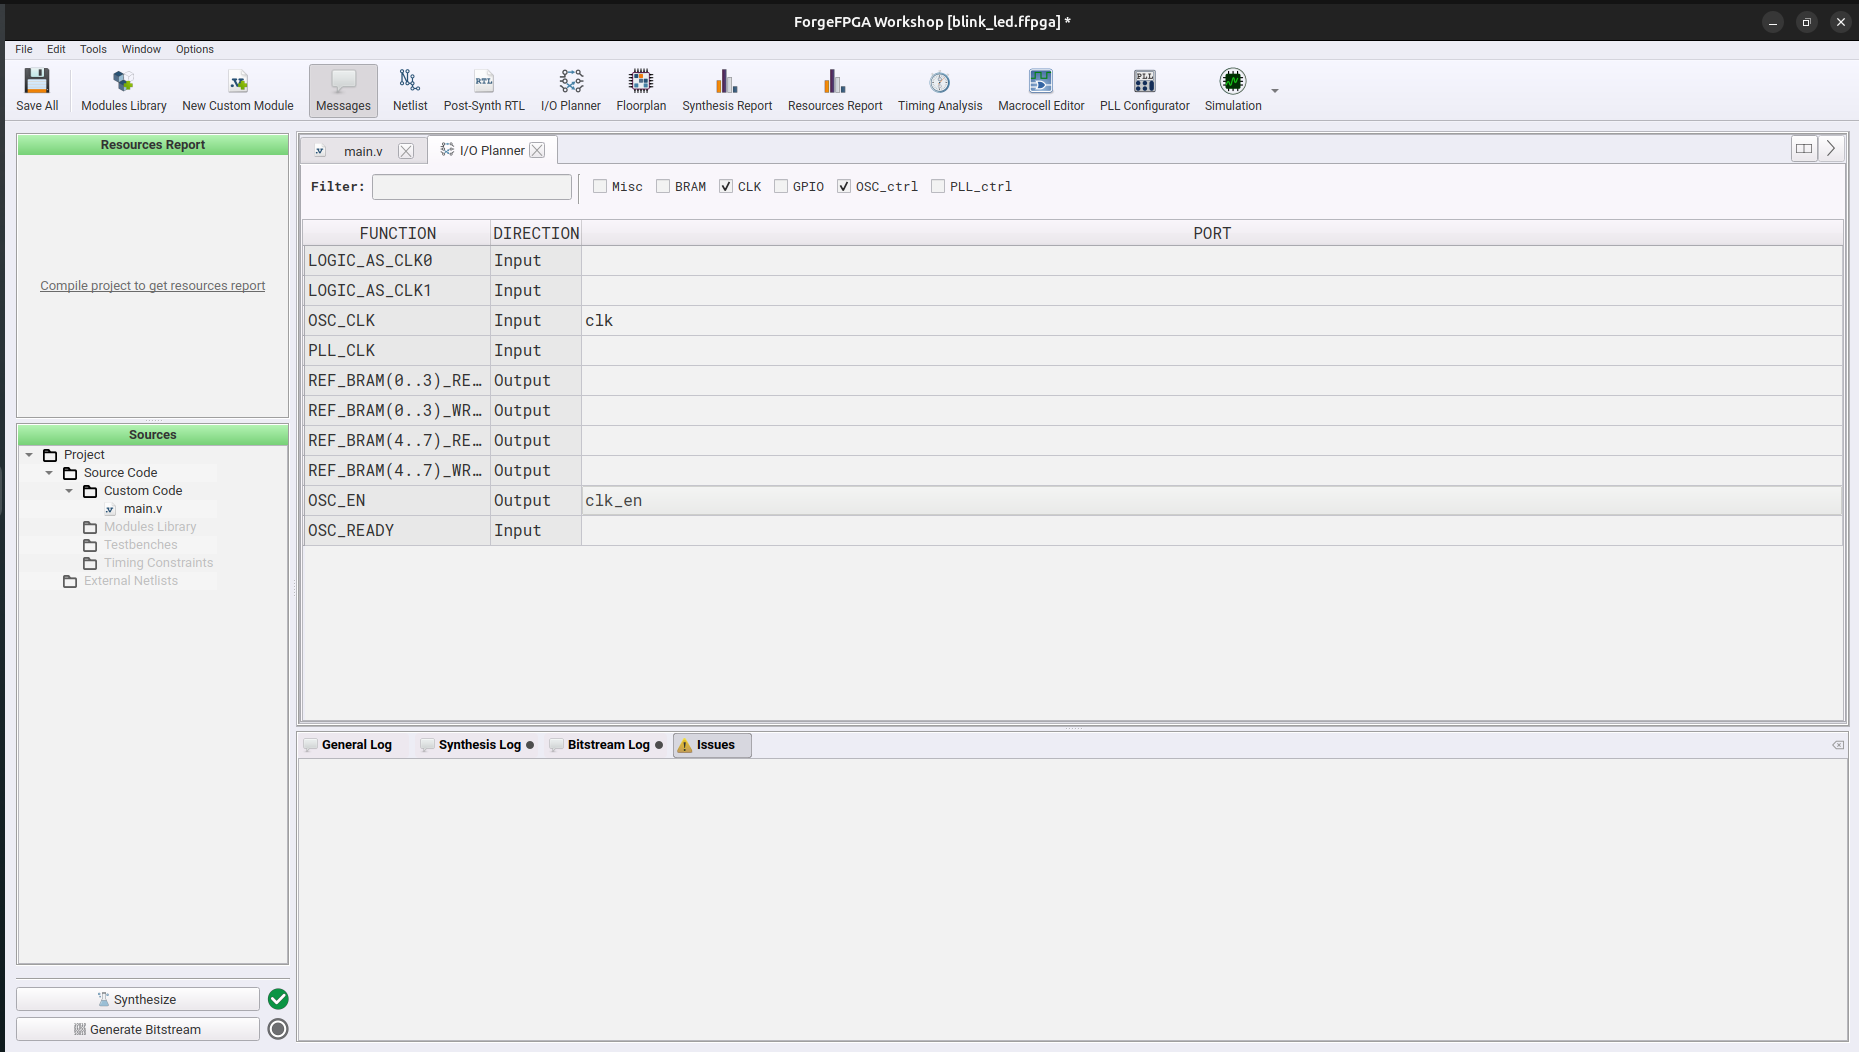 ForgeFPGA Workshop [blink_led.ffpga] *
File Edit Tools Window Options
Save All Modules Library New Custom Module Messages Netlist Post-Synth RTL I/O Planner Floorplan Synthesis Report Resources Report Timing Analysis Macrocell Editor PLL Configurator Simulation
Resources Report
Compile project to get resources report
Sources
Project
Source Code
Custom Code
main.v
Modules Library
Testbenches
Timing Constraints
External Netlists
Synthesize
Generate Bitstream
main.v I/O Planner
Filter: Misc BRAM CLK GPIO OSC_ctrl PLL_ctrl
FUNCTION DIRECTION PORT
LOGIC_AS_CLK0 Input
LOGIC_AS_CLK1 Input
OSC_CLK Input clk
PLL_CLK Input
REF_BRAM(0..3)_RE… Output
REF_BRAM(0..3)_WR… Output
REF_BRAM(4..7)_RE… Output
REF_BRAM(4..7)_WR… Output
OSC_EN Output clk_en
OSC_READY Input
General Log Synthesis Log Bitstream Log Issues